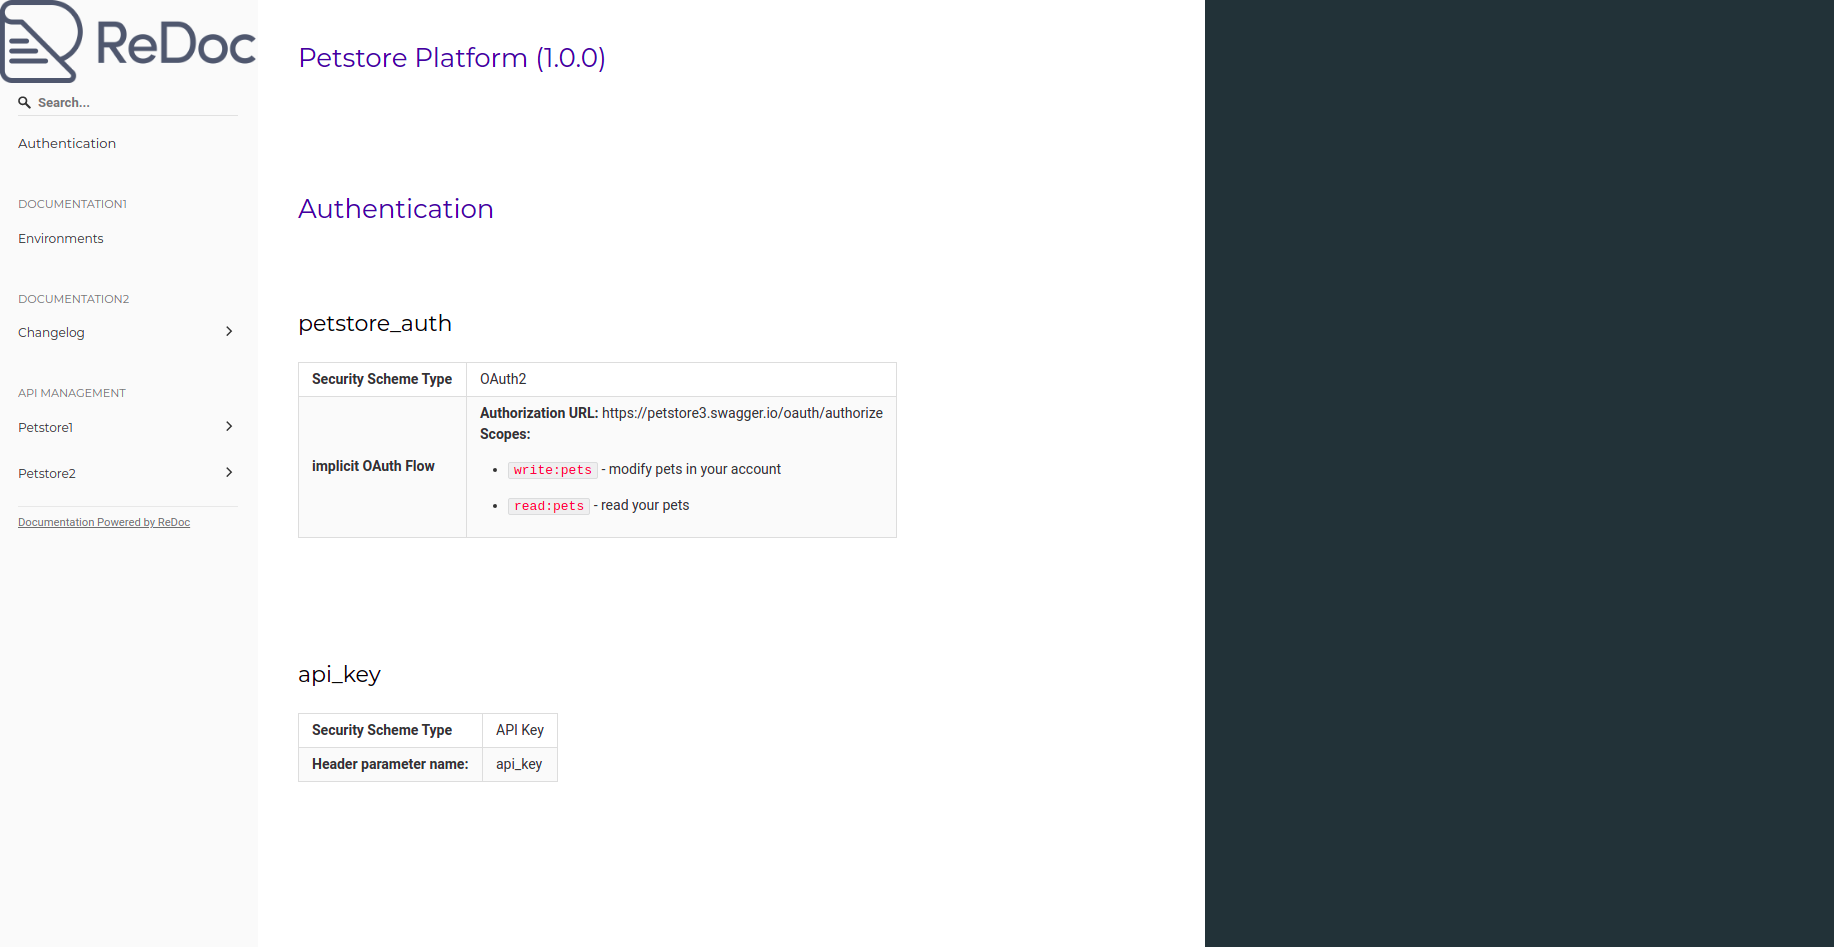 ReDoc
Search...
Authentication
DOCUMENTATION1
Environments
DOCUMENTATION2
Changelog
API MANAGEMENT
Petstore1
Petstore2
Documentation Powered by ReDoc
Petstore Platform (1.0.0)
Authentication
petstore_auth
Security Scheme Type OAuth2
implicit OAuth Flow
Authorization URL: https://petstore3.swagger.io/oauth/authorize
Scopes:
• write:pets - modify pets in your account
• read:pets - read your pets
api_key
Security Scheme Type API Key
Header parameter name: api_key